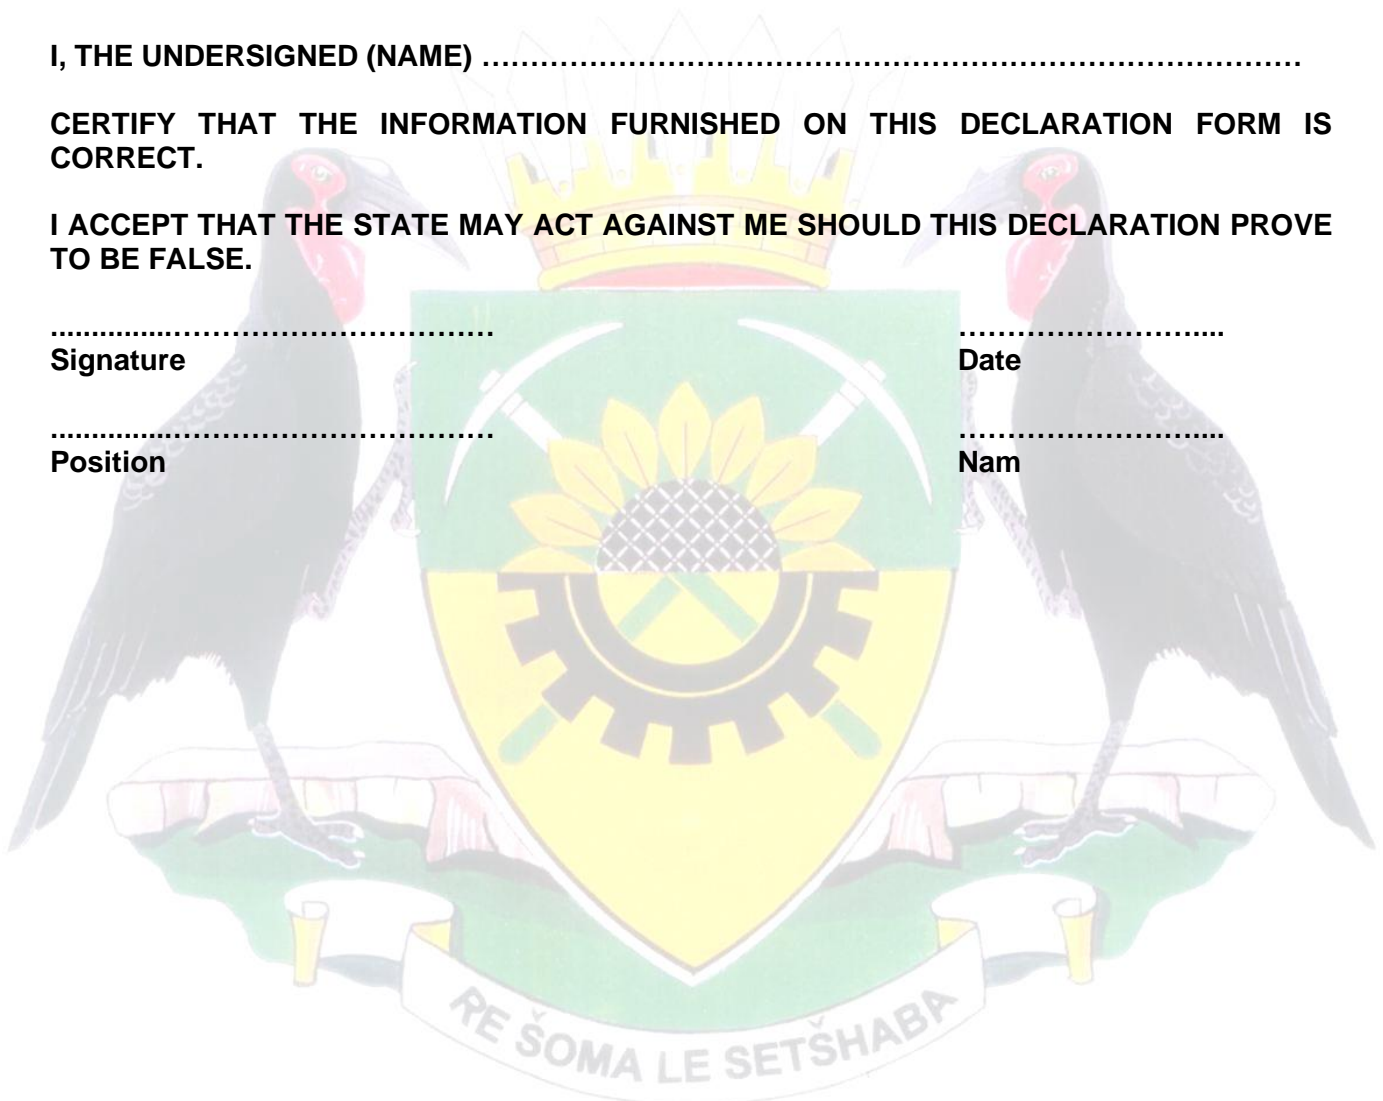 I, THE UNDERSIGNED (NAME) ……………………………………………………………………………
CERTIFY THAT THE INFORMATION FURNISHED ON THIS DECLARATION FORM IS
CORRECT.
I ACCEPT THAT THE STATE MAY ACT AGAINST ME SHOULD THIS DECLARATION PROVE
TO BE FALSE.
...............………………………………… ……………………....
Signature Date
...............………………………………… ……………………....
Position Nam
RE ŠOMA LE SETŠHABA